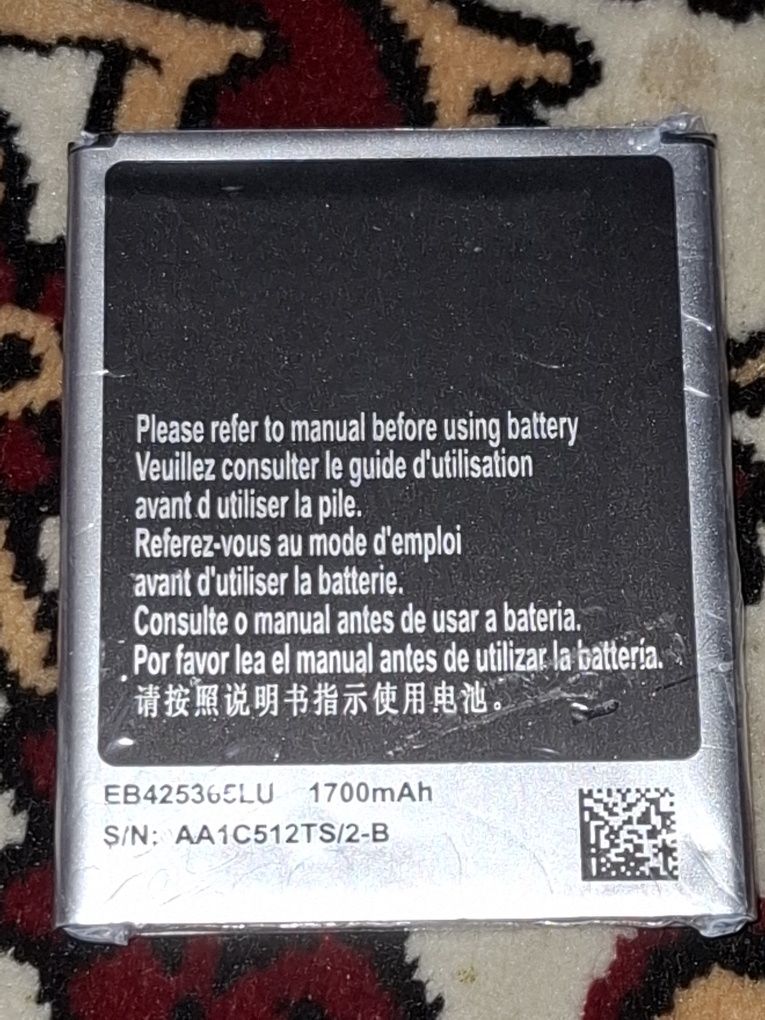 Please refer to manual before using battery
Veuillez consulter le guide d'utilisation
avant d utiliser la pile.
Referez-vous au mode d'emploi
avant d'utiliser la batterie.
Consulte o manual antes de usar a bateria.
Por favor lea el manual antes de utilizar la battería.
请按照说明书指示使用电池。
EB425365LU 1700mAh
S/N: AA1C512TS/2-B